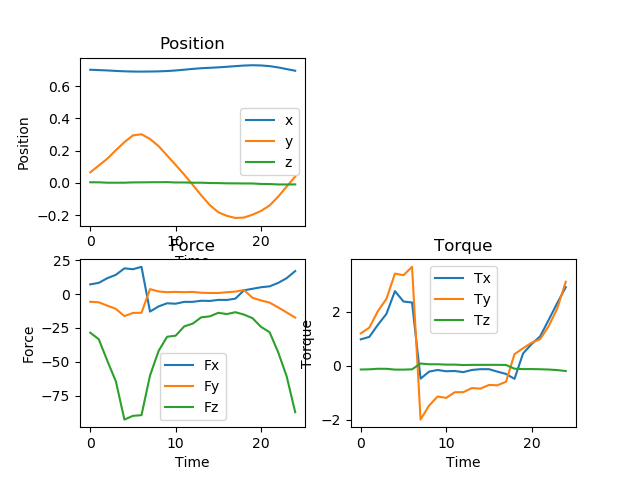 Position
Position
0.6
0.4
0.2
0.0
−0.2
x
y
z
0
10
20
Time
Force
Force
25
0
−25
−50
−75
Fx
Fy
Fz
0
10
20
Time
Torque
Torque
2
0
−2
Tx
Ty
Tz
0
10
20
Time